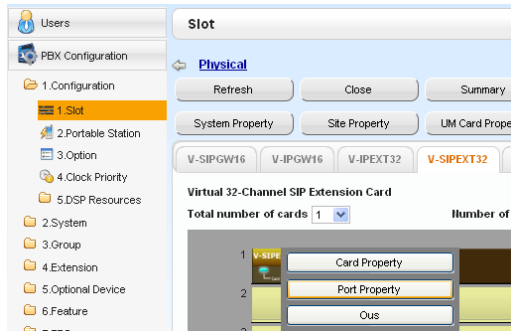 Users
PBX Configuration
1.Configuration
1.Slot
2.Portable Station
3.Option
4.Clock Priority
5.DSP Resources
2.System
3.Group
4.Extension
5.Optional Device
6.Feature
Slot
Physical
Refresh Close Summary
System Property Site Property UM Card Prope
V-SIPGW16 V-IPGW16 V-IPEXT32 V-SIPEXT32
Virtual 32-Channel SIP Extension Card
Total number of cards 1 Number of
1 V-SIPE Card Property
2 Port Property
Ous